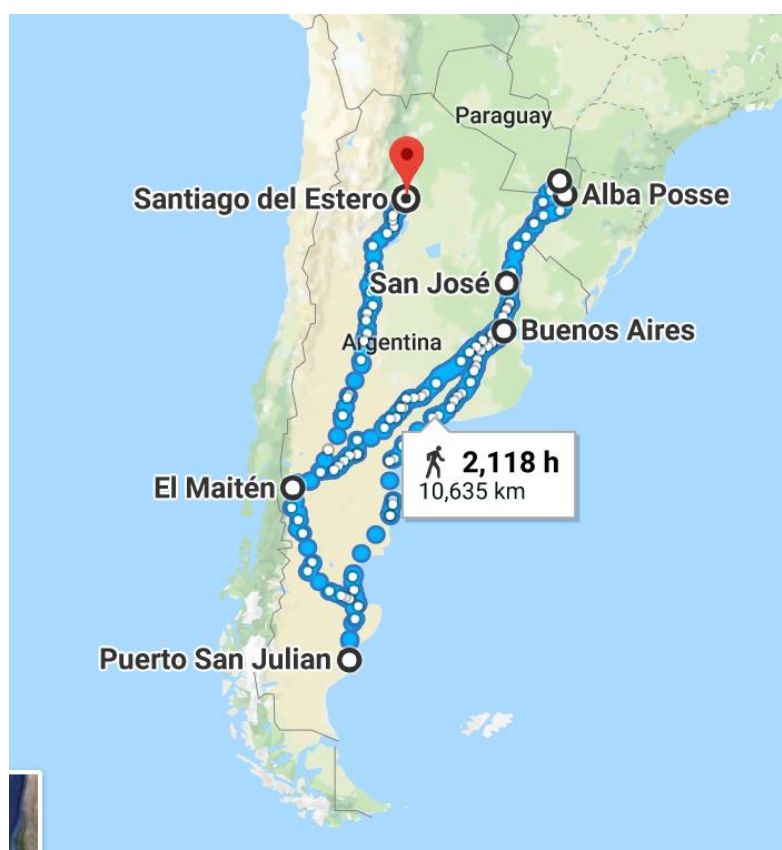 Paraguay
Santiago del Estero
Alba Posse
San José
Buenos Aires
Argentina
2,118 h
10,635 km
El Maitén
Puerto San Julian